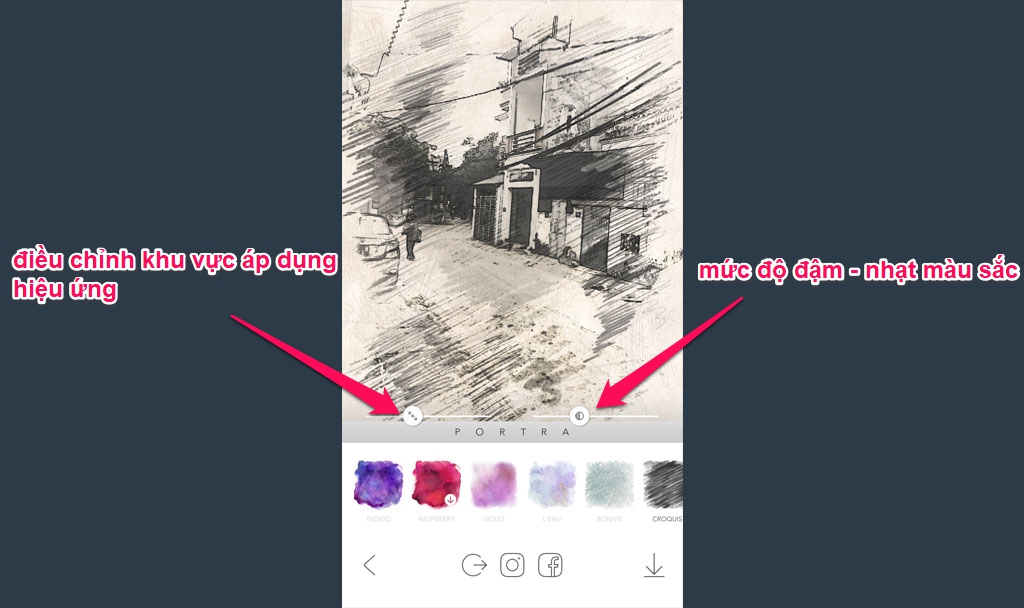 điều chỉnh khu vực áp dụng
hiệu ứng
mức độ đậm - nhạt màu sắc
PORTRA
INDIGO
RASPBERRY
VIOLET
L'EAU
BONNIE
CROQUIS